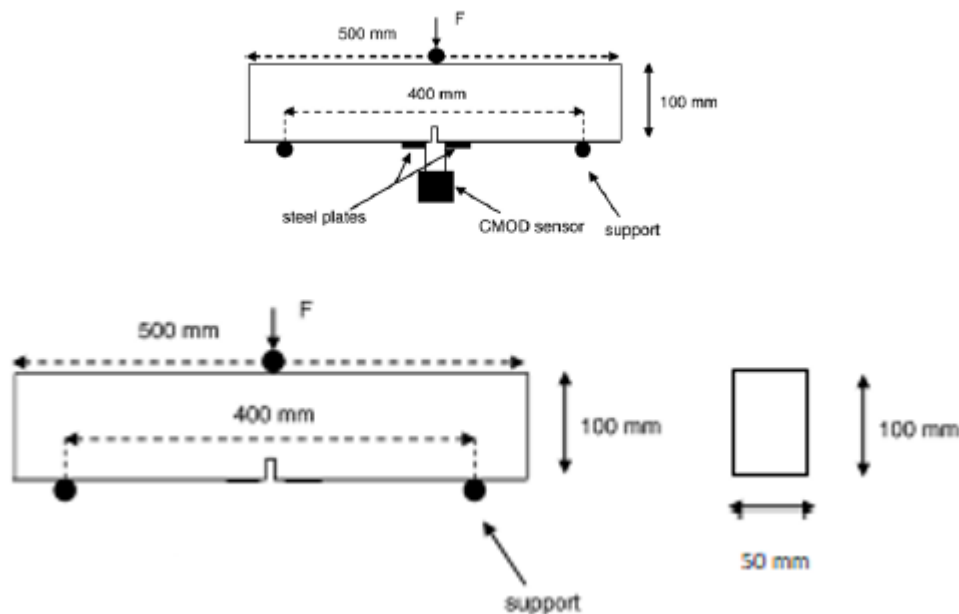 F
500 mm
400 mm
100 mm
steel plates
CMOD sensor
support
F
500 mm
400 mm
100 mm
100 mm
support
50 mm